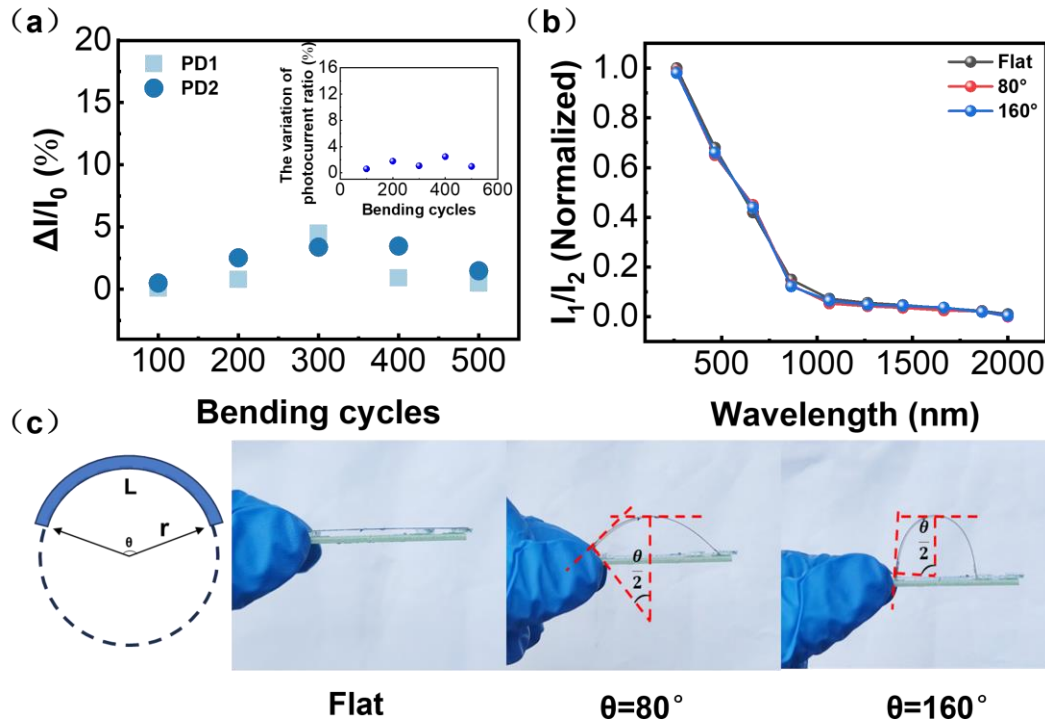 （a）
20
15
10
5
0
ΔI/I₀ (%)
PD1
PD2
100 200 300 400 500
Bending cycles
The variation of
photocurrent ratio (%)
16
12
8
4
0
0 200 400 600
Bending cycles
（b）
1.0
0.8
0.6
0.4
0.2
0.0
I₁/I₂ (Normalized)
Flat
80°
160°
500 1000 1500 2000
Wavelength (nm)
（c）
L
r
θ
Flat
θ/2
θ=80°
θ/2
θ=160°